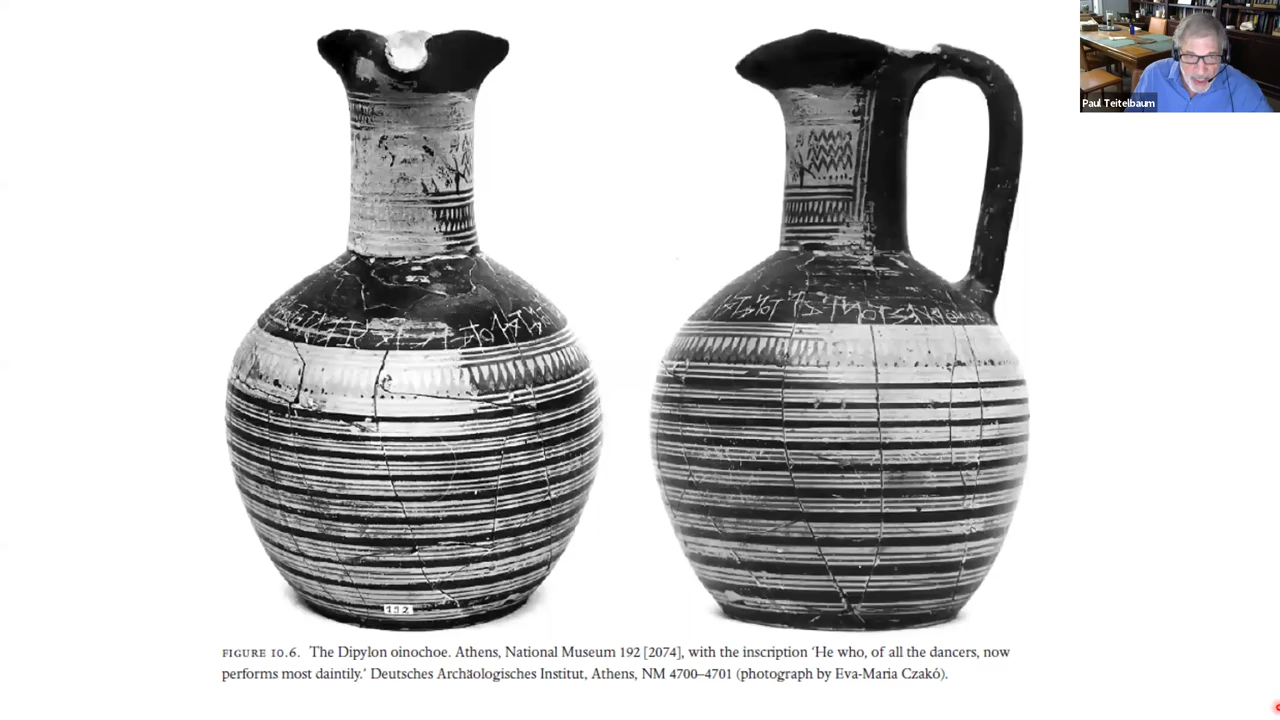 Paul Teitelbaum
192
FIGURE 10.6. The Dipylon oinochoe. Athens, National Museum 192 [2074], with the inscription ‘He who, of all the dancers, now
performs most daintily.’ Deutsches Archäologisches Institut, Athens, NM 4700–4701 (photograph by Eva-Maria Czakó).